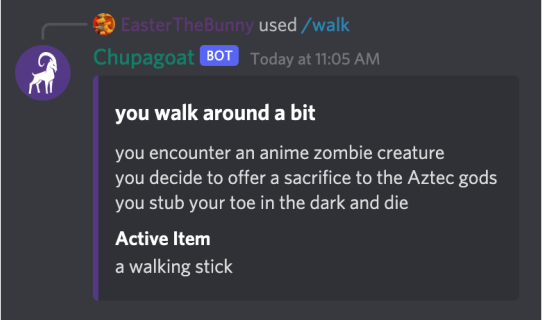 EasterTheBunny used /walk
Chupagoat BOT Today at 11:05 AM
you walk around a bit
you encounter an anime zombie creature
you decide to offer a sacrifice to the Aztec gods
you stub your toe in the dark and die
Active Item
a walking stick